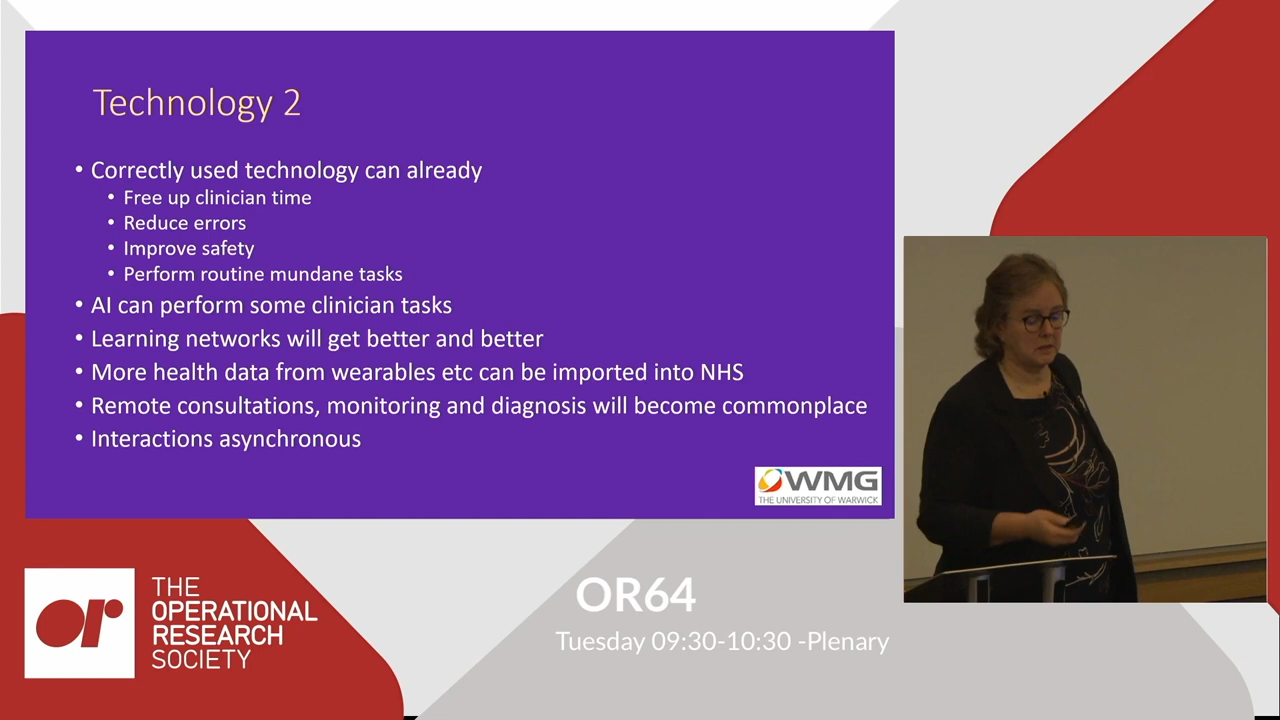 Technology 2
• Correctly used technology can already
• Free up clinician time
• Reduce errors
• Improve safety
• Perform routine mundane tasks
• AI can perform some clinician tasks
• Learning networks will get better and better
• More health data from wearables etc can be imported into NHS
• Remote consultations, monitoring and diagnosis will become commonplace
• Interactions asynchronous
WMG
THE UNIVERSITY OF WARWICK
or
THE
OPERATIONAL
RESEARCH
SOCIETY
OR64
Tuesday 09:30-10:30 -Plenary